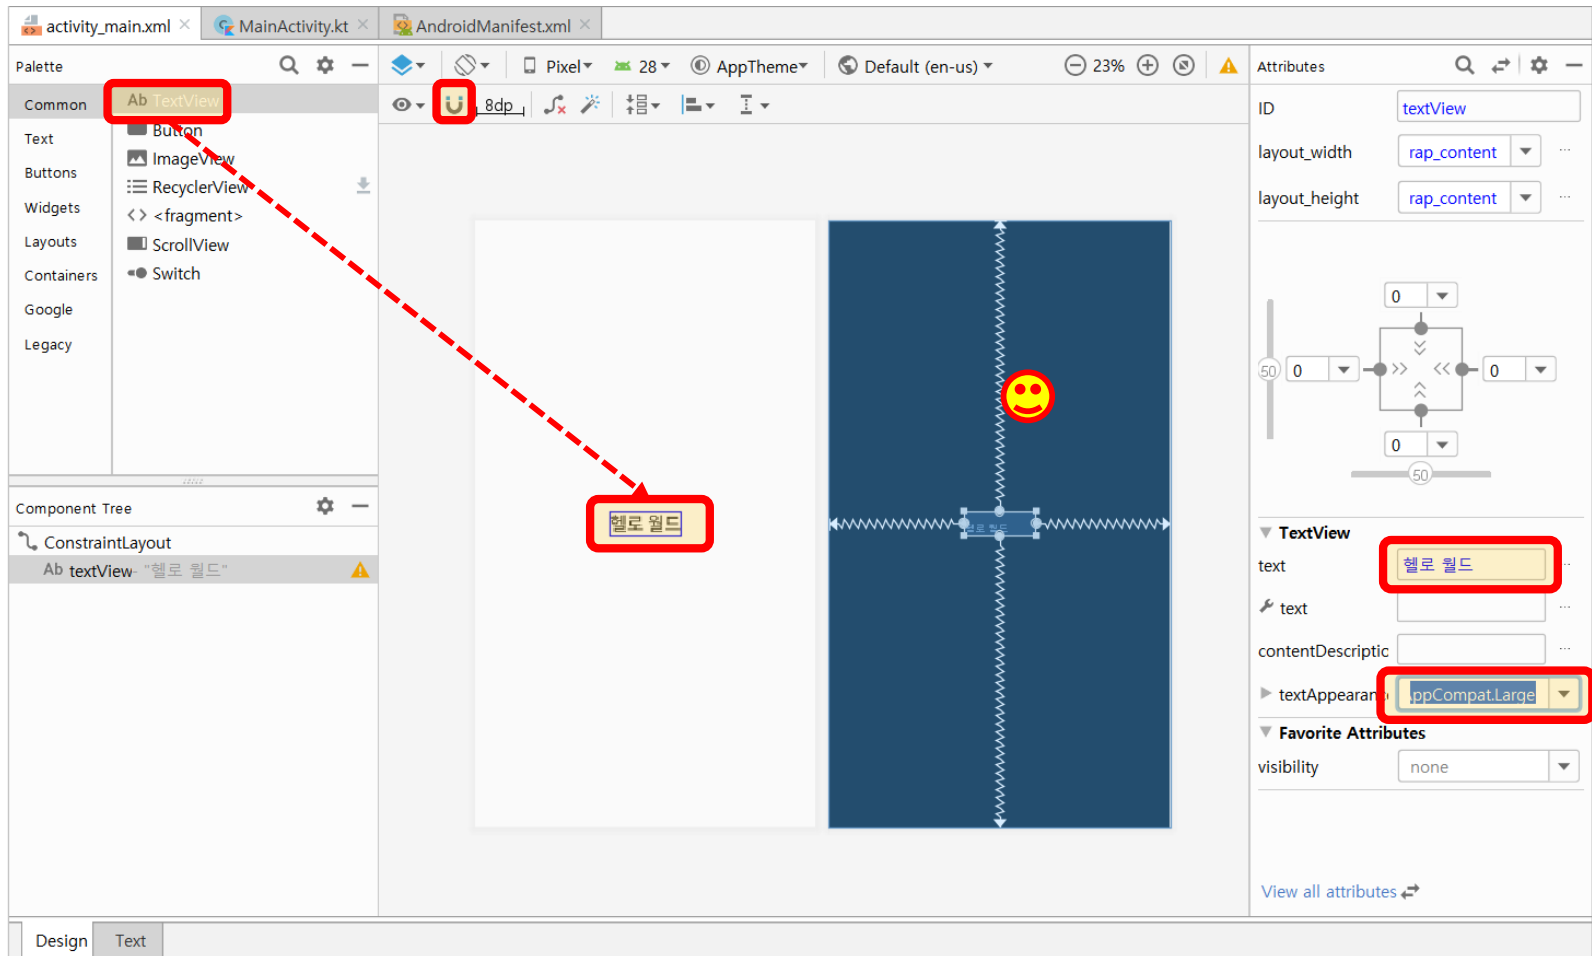 activity_main.xml MainActivity.kt AndroidManifest.xml
Palette
Common
Text
Buttons
Widgets
Layouts
Containers
Google
Legacy
Ab TextView
Button
ImageView
RecyclerView
<fragment>
ScrollView
Switch
Pixel 28 AppTheme Default (en-us) 23%
8dp
Component Tree
ConstraintLayout
Ab textView- "헬로 월드"
헬로 월드
헬로 월드
Attributes
ID textView
layout_width rap_content
layout_height rap_content
0
50 0 0
0
50
TextView
text 헬로 월드
text
contentDescriptic
textAppearan ppCompat.Large
Favorite Attributes
visibility none
View all attributes
Design Text